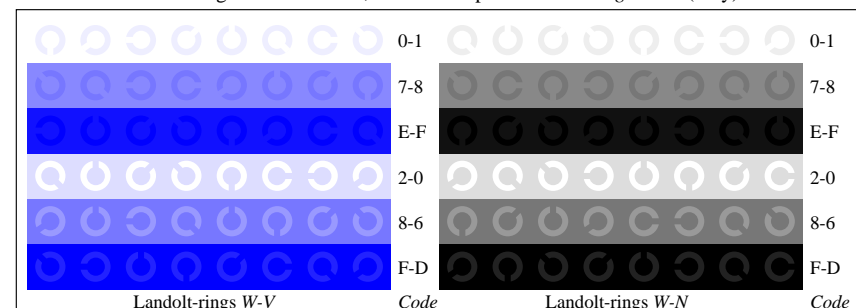 0-1 0-1
7-8 7-8
E-F E-F
2-0 2-0
8-6 8-6
F-D F-D
Landolt-rings W-V Code Landolt-rings W-N Code